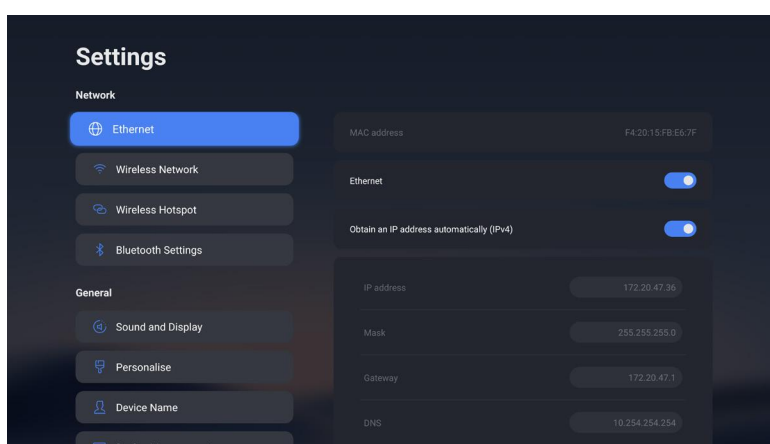 Settings
Network
Ethernet
Wireless Network
Wireless Hotspot
Bluetooth Settings
General
Sound and Display
Personalise
Device Name
MAC address F4:20:15:FB:E6:7F
Ethernet
Obtain an IP address automatically (IPv4)
IP address 172.20.47.36
Mask 255.255.255.0
Gateway 172.20.47.1
DNS 10.254.254.254